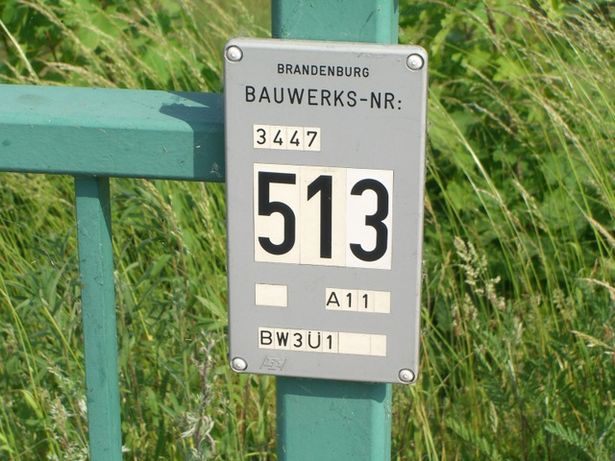 BRANDENBURG
BAUWERKS-NR:
3447
513
A11
BW3Ü1